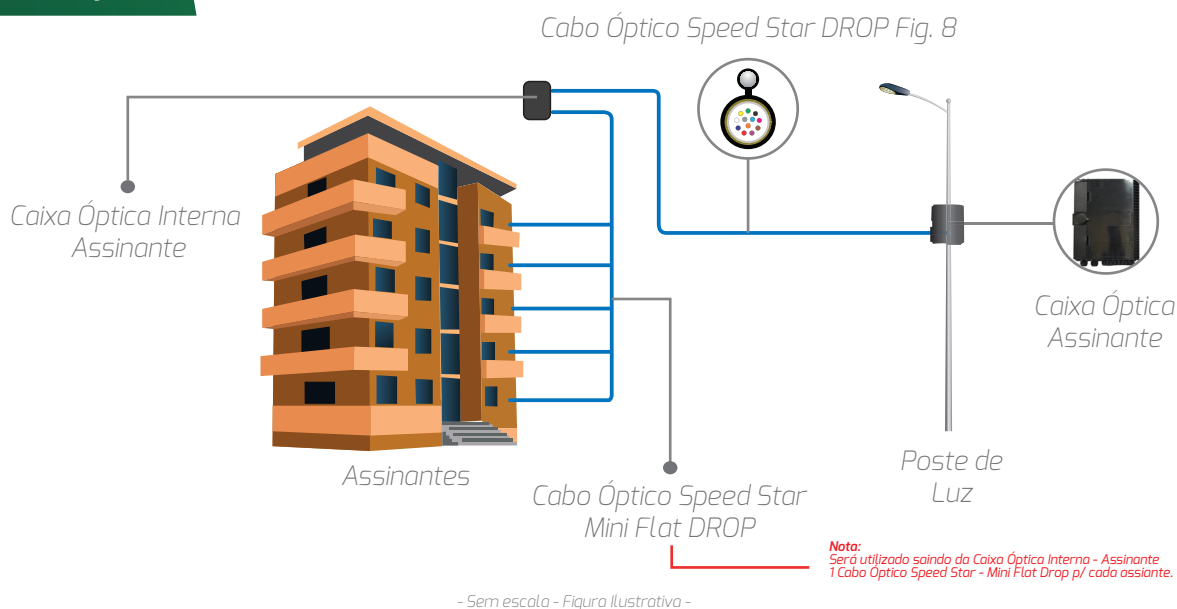 Cabo Óptico Speed Star DROP Fig. 8
Caixa Óptica Interna
Assinante
Caixa Óptica
Assinante
Assinantes
Poste de
Luz
Cabo Óptico Speed Star
Mini Flat DROP
Nota:
Será utilizado saindo da Caixa Óptica Interna - Assinante
1 Cabo Óptico Speed Star - Mini Flat Drop p/ cada assiante.
- Sem escala - Figura Ilustrativa -